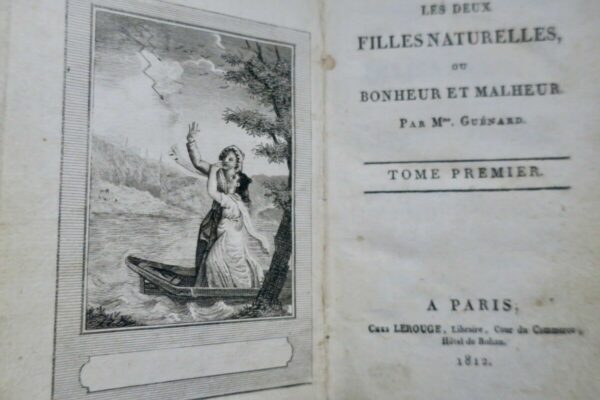 LES DEUX
FILLES NATURELLES,
OU
BONHEUR ET MALHEUR.
PAR Mme. GUÉNARD.
TOME PREMIER.
A PARIS,
Chez LEROUGE, Libraire, Cour du Commerce,
Hôtel de Rohan.
1812.